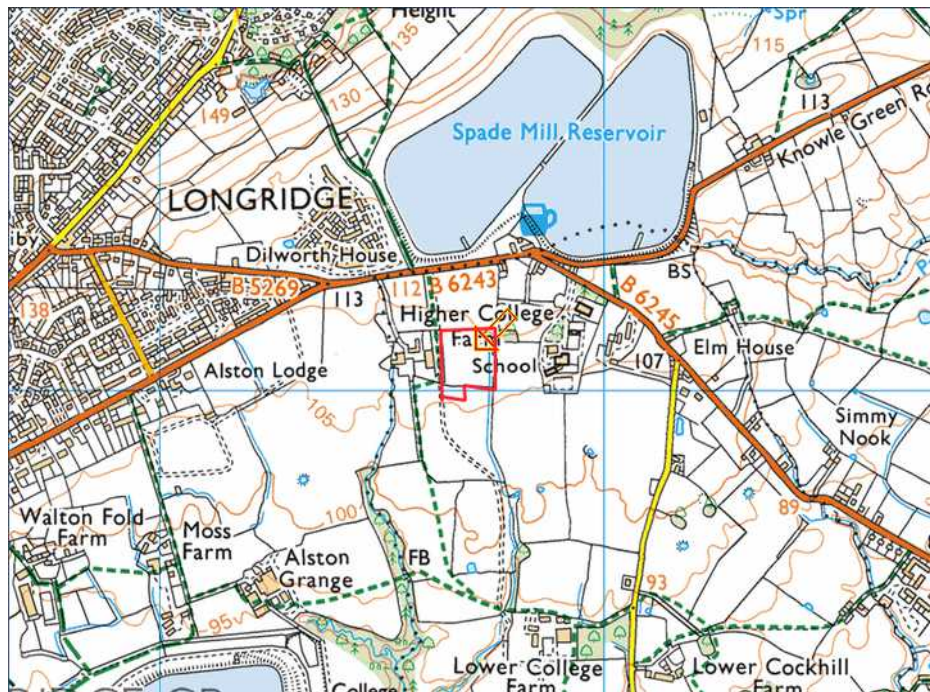 Height
135
Spr
115
130
149
113
Spade Mill Reservoir
Knowle Green Ro
LONGRIDGE
iby
Dilworth House
B 5269
113
112
B 6243
BS
138
Higher College
Farm
B 6245
School
107
Elm House
Alston Lodge
105
Simmy
Nook
100
89
Walton Fold
Farm
Moss
Farm
Alston
Grange
FB
93
95
Lower College
Farm
Lower Cockhill
Farm
College